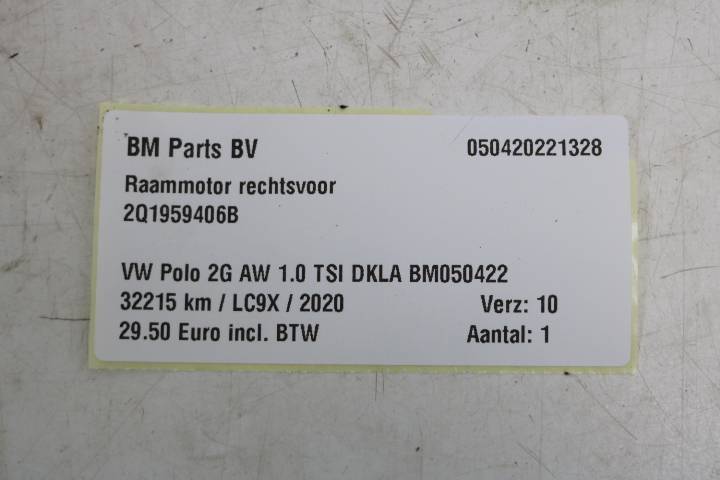 BM Parts BV 050420221328
Raammotor rechtsvoor
2Q1959406B
VW Polo 2G AW 1.0 TSI DKLA BM050422
32215 km / LC9X / 2020 Verz: 10
29.50 Euro incl. BTW Aantal: 1